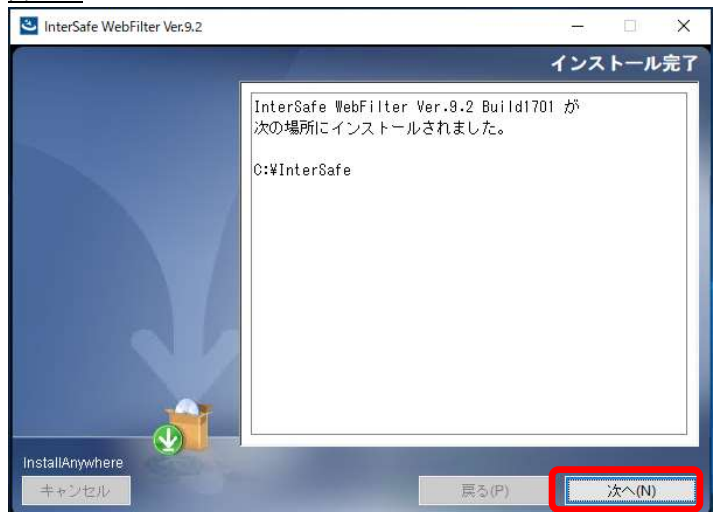 InterSafe WebFilter Ver.9.2
インストール完了
InterSafe WebFilter Ver.9.2 Build1701 が
次の場所にインストールされました。
C:¥InterSafe
InstallAnywhere
キャンセル
戻る(P)
次へ(N)